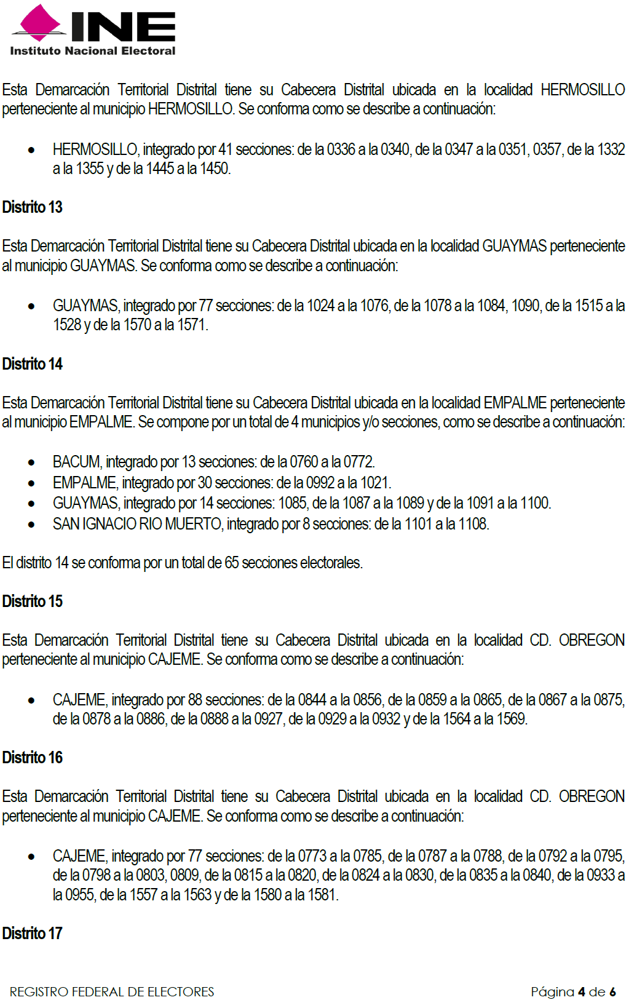 INE
Instituto Nacional Electoral
Esta Demarcación Territorial Distrital tiene su Cabecera Distrital ubicada en la localidad HERMOSILLO
perteneciente al municipio HERMOSILLO. Se conforma como se describe a continuación:
• HERMOSILLO, integrado por 41 secciones: de la 0336 a la 0340, de la 0347 a la 0351, 0357, de la 1332
a la 1355 y de la 1445 a la 1450.
Distrito 13
Esta Demarcación Territorial Distrital tiene su Cabecera Distrital ubicada en la localidad GUAYMAS perteneciente
al municipio GUAYMAS. Se conforma como se describe a continuación:
• GUAYMAS, integrado por 77 secciones: de la 1024 a la 1076, de la 1078 a la 1084, 1090, de la 1515 a la
1528 y de la 1570 a la 1571.
Distrito 14
Esta Demarcación Territorial Distrital tiene su Cabecera Distrital ubicada en la localidad EMPALME perteneciente
al municipio EMPALME. Se compone por un total de 4 municipios y/o secciones, como se describe a continuación:
• BACUM, integrado por 13 secciones: de la 0760 a la 0772.
• EMPALME, integrado por 30 secciones: de la 0992 a la 1021.
• GUAYMAS, integrado por 14 secciones: 1085, de la 1087 a la 1089 y de la 1091 a la 1100.
• SAN IGNACIO RIO MUERTO, integrado por 8 secciones: de la 1101 a la 1108.
El distrito 14 se conforma por un total de 65 secciones electorales.
Distrito 15
Esta Demarcación Territorial Distrital tiene su Cabecera Distrital ubicada en la localidad CD. OBREGON
perteneciente al municipio CAJEME. Se conforma como se describe a continuación:
• CAJEME, integrado por 88 secciones: de la 0844 a la 0856, de la 0859 a la 0865, de la 0867 a la 0875,
de la 0878 a la 0886, de la 0888 a la 0927, de la 0929 a la 0932 y de la 1564 a la 1569.
Distrito 16
Esta Demarcación Territorial Distrital tiene su Cabecera Distrital ubicada en la localidad CD. OBREGON
perteneciente al municipio CAJEME. Se conforma como se describe a continuación:
• CAJEME, integrado por 77 secciones: de la 0773 a la 0785, de la 0787 a la 0788, de la 0792 a la 0795,
de la 0798 a la 0803, 0809, de la 0815 a la 0820, de la 0824 a la 0830, de la 0835 a la 0840, de la 0933 a
la 0955, de la 1557 a la 1563 y de la 1580 a la 1581.
Distrito 17
REGISTRO FEDERAL DE ELECTORES Página 4 de 6